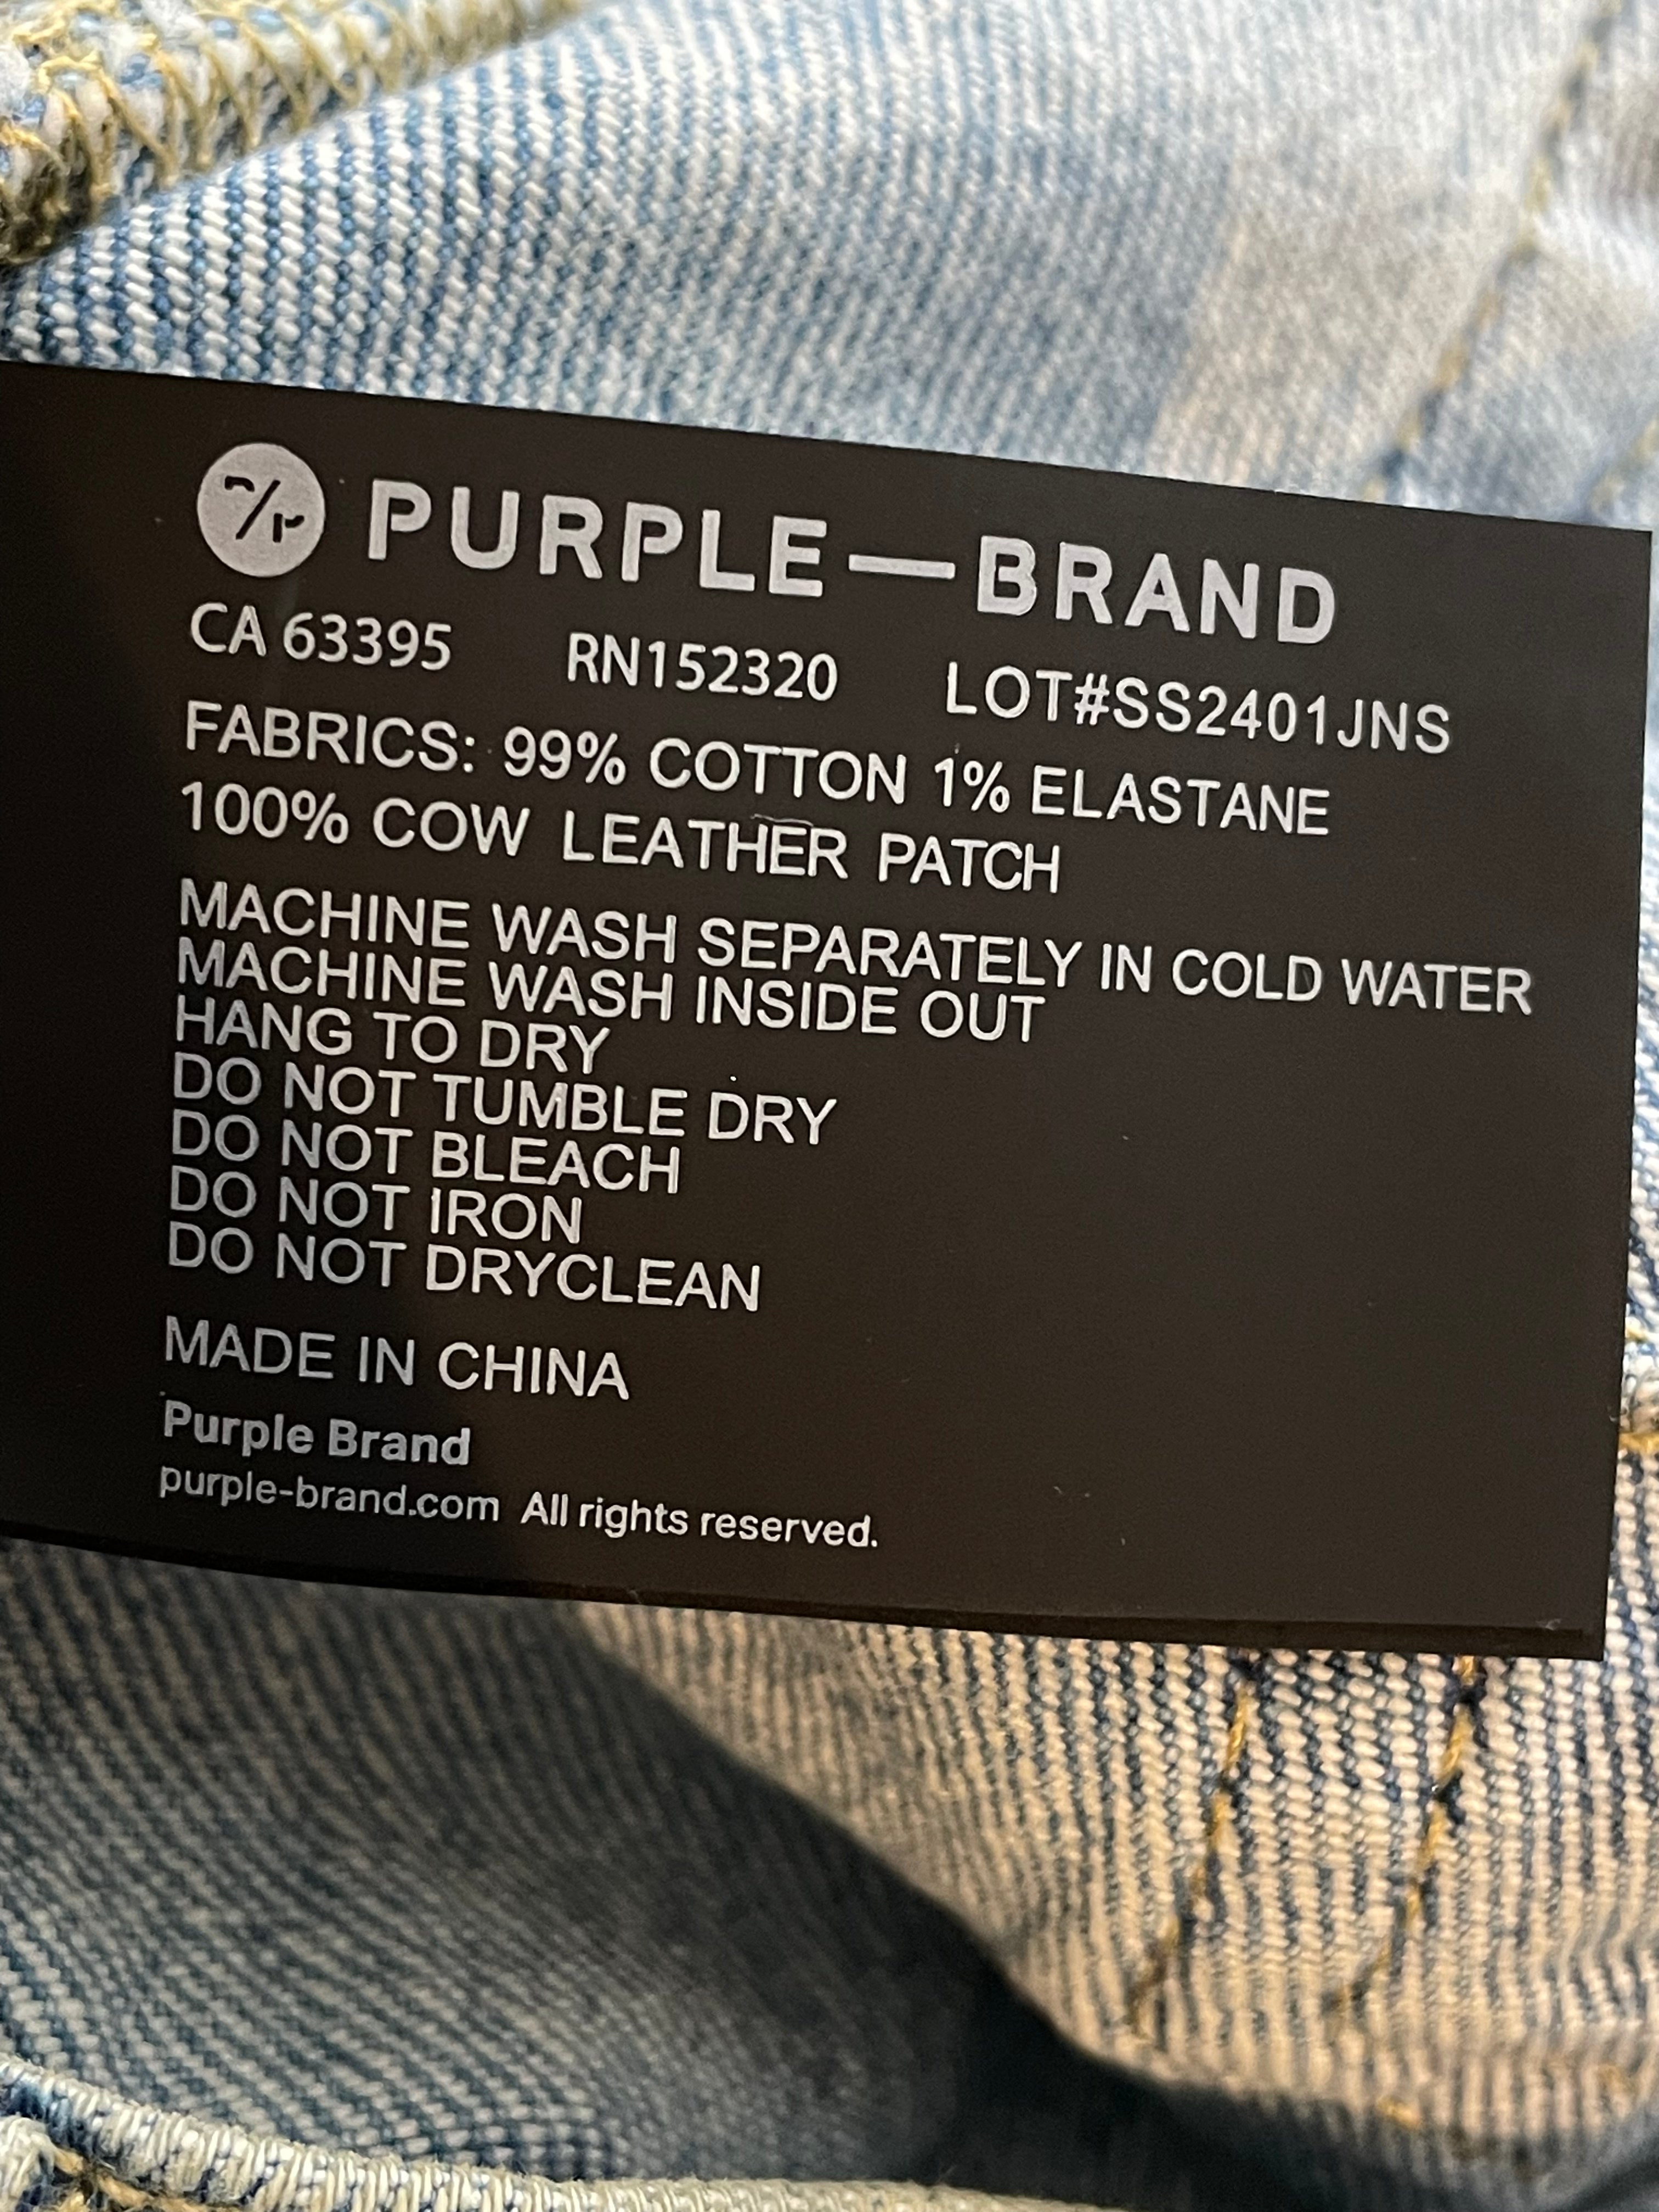 PURPLE—BRAND
CA 63395 RN152320 LOT#SS2401JNS
FABRICS: 99% COTTON 1% ELASTANE
100% COW LEATHER PATCH
MACHINE WASH SEPARATELY IN COLD WATER
MACHINE WASH INSIDE OUT
HANG TO DRY
DO NOT TUMBLE DRY
DO NOT BLEACH
DO NOT IRON
DO NOT DRYCLEAN
MADE IN CHINA
Purple Brand
purple-brand.com All rights reserved.